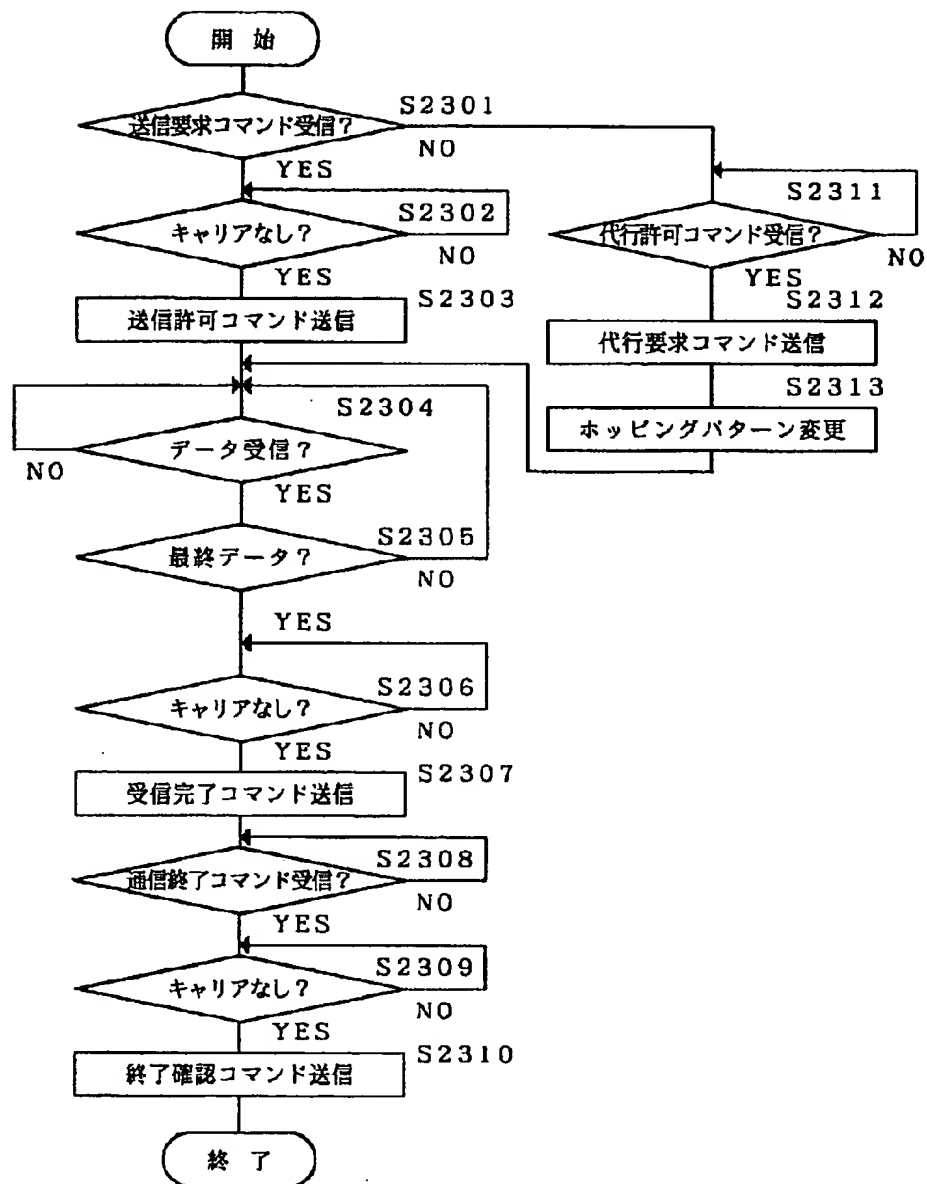 開 始
S2301
送信要求コマンド受信？
NO
YES
S2302
キャリアなし？
NO
YES
S2303
送信許可コマンド送信
S2311
代行許可コマンド受信？
NO
YES
S2312
代行要求コマンド送信
S2313
ホッピングパターン変更
S2304
データ受信？
NO
YES
S2305
最終データ？
NO
YES
S2306
キャリアなし？
NO
YES
S2307
受信完了コマンド送信
S2308
通信終了コマンド受信？
NO
YES
S2309
キャリアなし？
NO
YES
S2310
終了確認コマンド送信
終 了